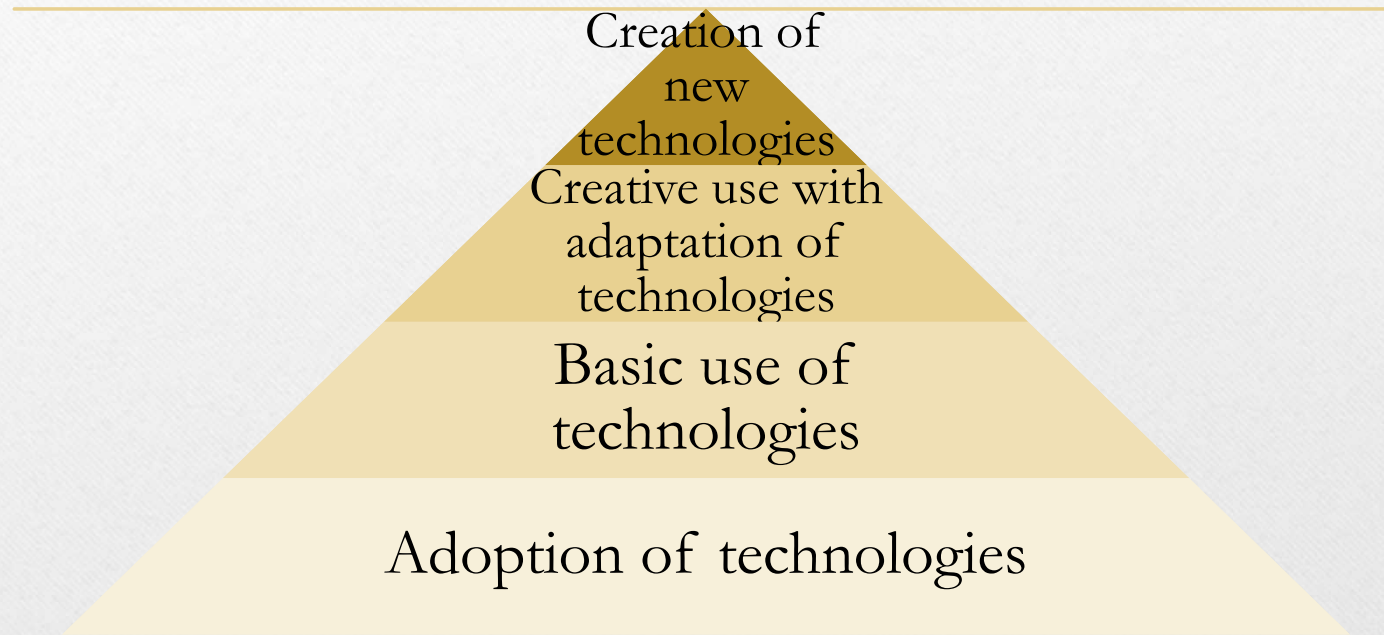 Creation of
new
technologies
Creative use with
adaptation of
technologies
Basic use of
technologies
Adoption of technologies